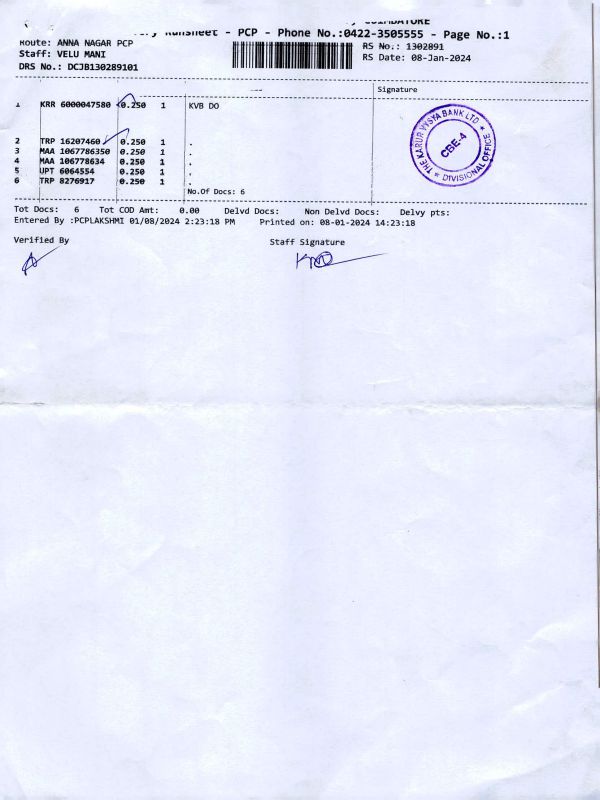 COIMBATORE
Runsheet - PCP - Phone No.:0422-3505555 - Page No.:1
Route: ANNA NAGAR PCP
RS No.: 1302891
Staff: VELU MANI
RS Date: 08-Jan-2024
DRS No.: DCJB130289101
Signature
1 KRR 6000047580 0.250 1 KVB DO
THE KARUR VYSYA BANK LTD
CBE-4
* DIVISIONAL OFFICE *
2 TRP 16207460 0.250 1 .
3 MAA 1067786350 0.250 1 .
4 MAA 106778634 0.250 1 .
5 UPT 6064554 0.250 1 .
6 TRP 8276917 0.250 1 .
No.Of Docs: 6
Tot Docs: 6 Tot COD Amt: 0.00 Delvd Docs: Non Delvd Docs: Delvy pts:
Entered By :PCPLAKSHMI 01/08/2024 2:23:18 PM Printed on: 08-01-2024 14:23:18
Verified By
Staff Signature